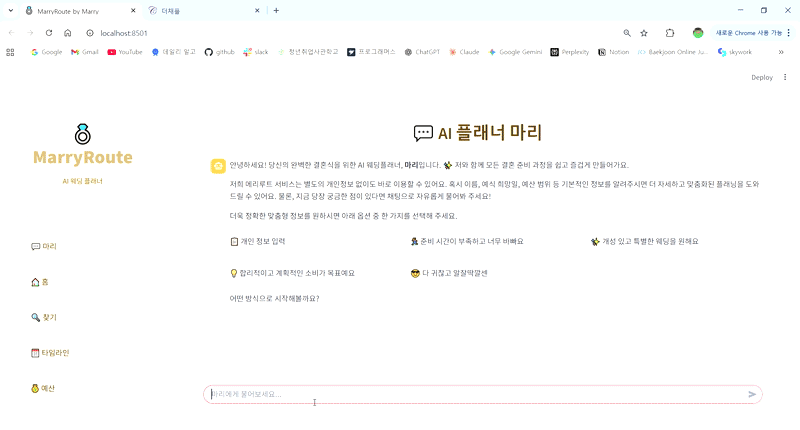 MarryRoute by Marry
더채플
localhost:8501
새로운 Chrome 사용 가능
Google
Gmail
YouTube
데일리 알고
github
slack
청년취업사관학교
프로그래머스
ChatGPT
Claude
Google Gemini
Perplexity
Notion
Baekjoon Online Ju...
skywork
Deploy
MarryRoute
AI 웨딩 플래너
마리
홈
찾기
타임라인
예산
AI 플래너 마리
안녕하세요! 당신의 완벽한 결혼식을 위한 AI 웨딩플래너, 마리입니다. ✨ 저와 함께 모든 결혼 준비 과정을 쉽고 즐겁게 만들어가요.
저희 메리루트 서비스는 별도의 개인정보 없이도 바로 이용할 수 있어요. 혹시 이름, 예식 희망일, 예산 범위 등 기본적인 정보를 알려주시면 더 자세하고 맞춤화된 플래닝을 도와
드릴 수 있어요. 물론, 지금 당장 궁금한 점이 있다면 채팅으로 자유롭게 물어봐 주세요!
더욱 정확한 맞춤형 정보를 원하시면 아래 옵션 중 한 가지를 선택해 주세요.
개인 정보 입력
준비 시간이 부족하고 너무 바빠요
개성 있고 특별한 웨딩을 원해요
합리적이고 계획적인 소비가 목표예요
다 귀찮고 알잘딱깔센
어떤 방식으로 시작해볼까요?
마리에게 물어보세요...